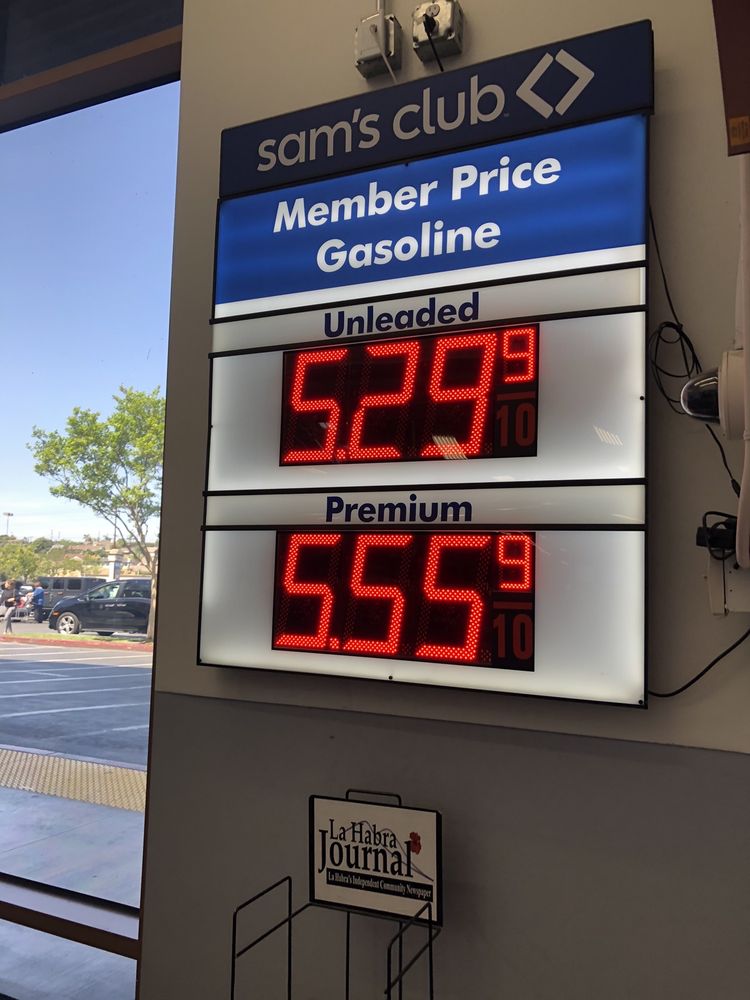 sam's club
Member Price
Gasoline
Unleaded
5.29 9/10
Premium
5.55 9/10
La Habra
Journal
La Habra's Independent Community Newspaper